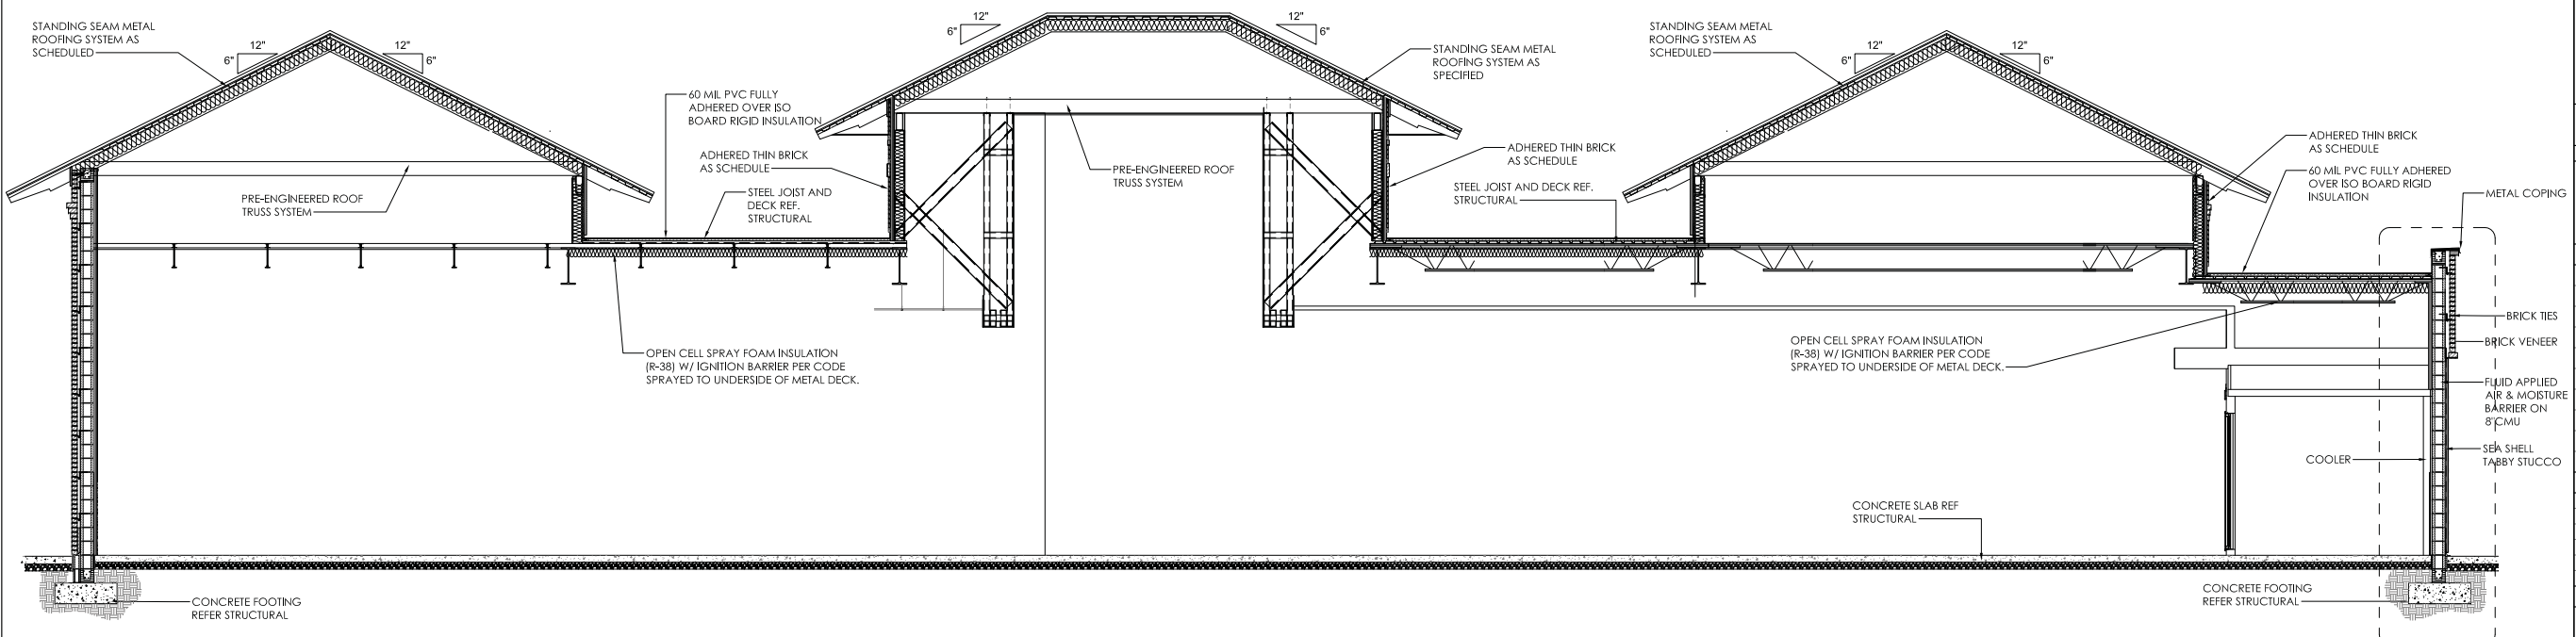 STANDING SEAM METAL
ROOFING SYSTEM AS
SCHEDULED
12"
6"
12"
6"
PRE-ENGINEERED ROOF
TRUSS SYSTEM
60 MIL PVC FULLY
ADHERED OVER ISO
BOARD RIGID INSULATION
ADHERED THIN BRICK
AS SCHEDULE
STEEL JOIST AND
DECK REF.
STRUCTURAL
OPEN CELL SPRAY FOAM INSULATION
(R-38) W/ IGNITION BARRIER PER CODE
SPRAYED TO UNDERSIDE OF METAL DECK.
12"
6"
12"
6"
STANDING SEAM METAL
ROOFING SYSTEM AS
SPECIFIED
PRE-ENGINEERED ROOF
TRUSS SYSTEM
ADHERED THIN BRICK
AS SCHEDULE
STEEL JOIST AND DECK REF.
STRUCTURAL
STANDING SEAM METAL
ROOFING SYSTEM AS
SCHEDULED
12"
6"
12"
6"
ADHERED THIN BRICK
AS SCHEDULE
60 MIL PVC FULLY ADHERED
OVER ISO BOARD RIGID
INSULATION
METAL COPING
OPEN CELL SPRAY FOAM INSULATION
(R-38) W/ IGNITION BARRIER PER CODE
SPRAYED TO UNDERSIDE OF METAL DECK.
BRICK TIES
BRICK VENEER
FLUID APPLIED
AIR & MOISTURE
BARRIER ON
8"CMU
COOLER
SEA SHELL
TABBY STUCCO
CONCRETE SLAB REF
STRUCTURAL
CONCRETE FOOTING
REFER STRUCTURAL
CONCRETE FOOTING
REFER STRUCTURAL